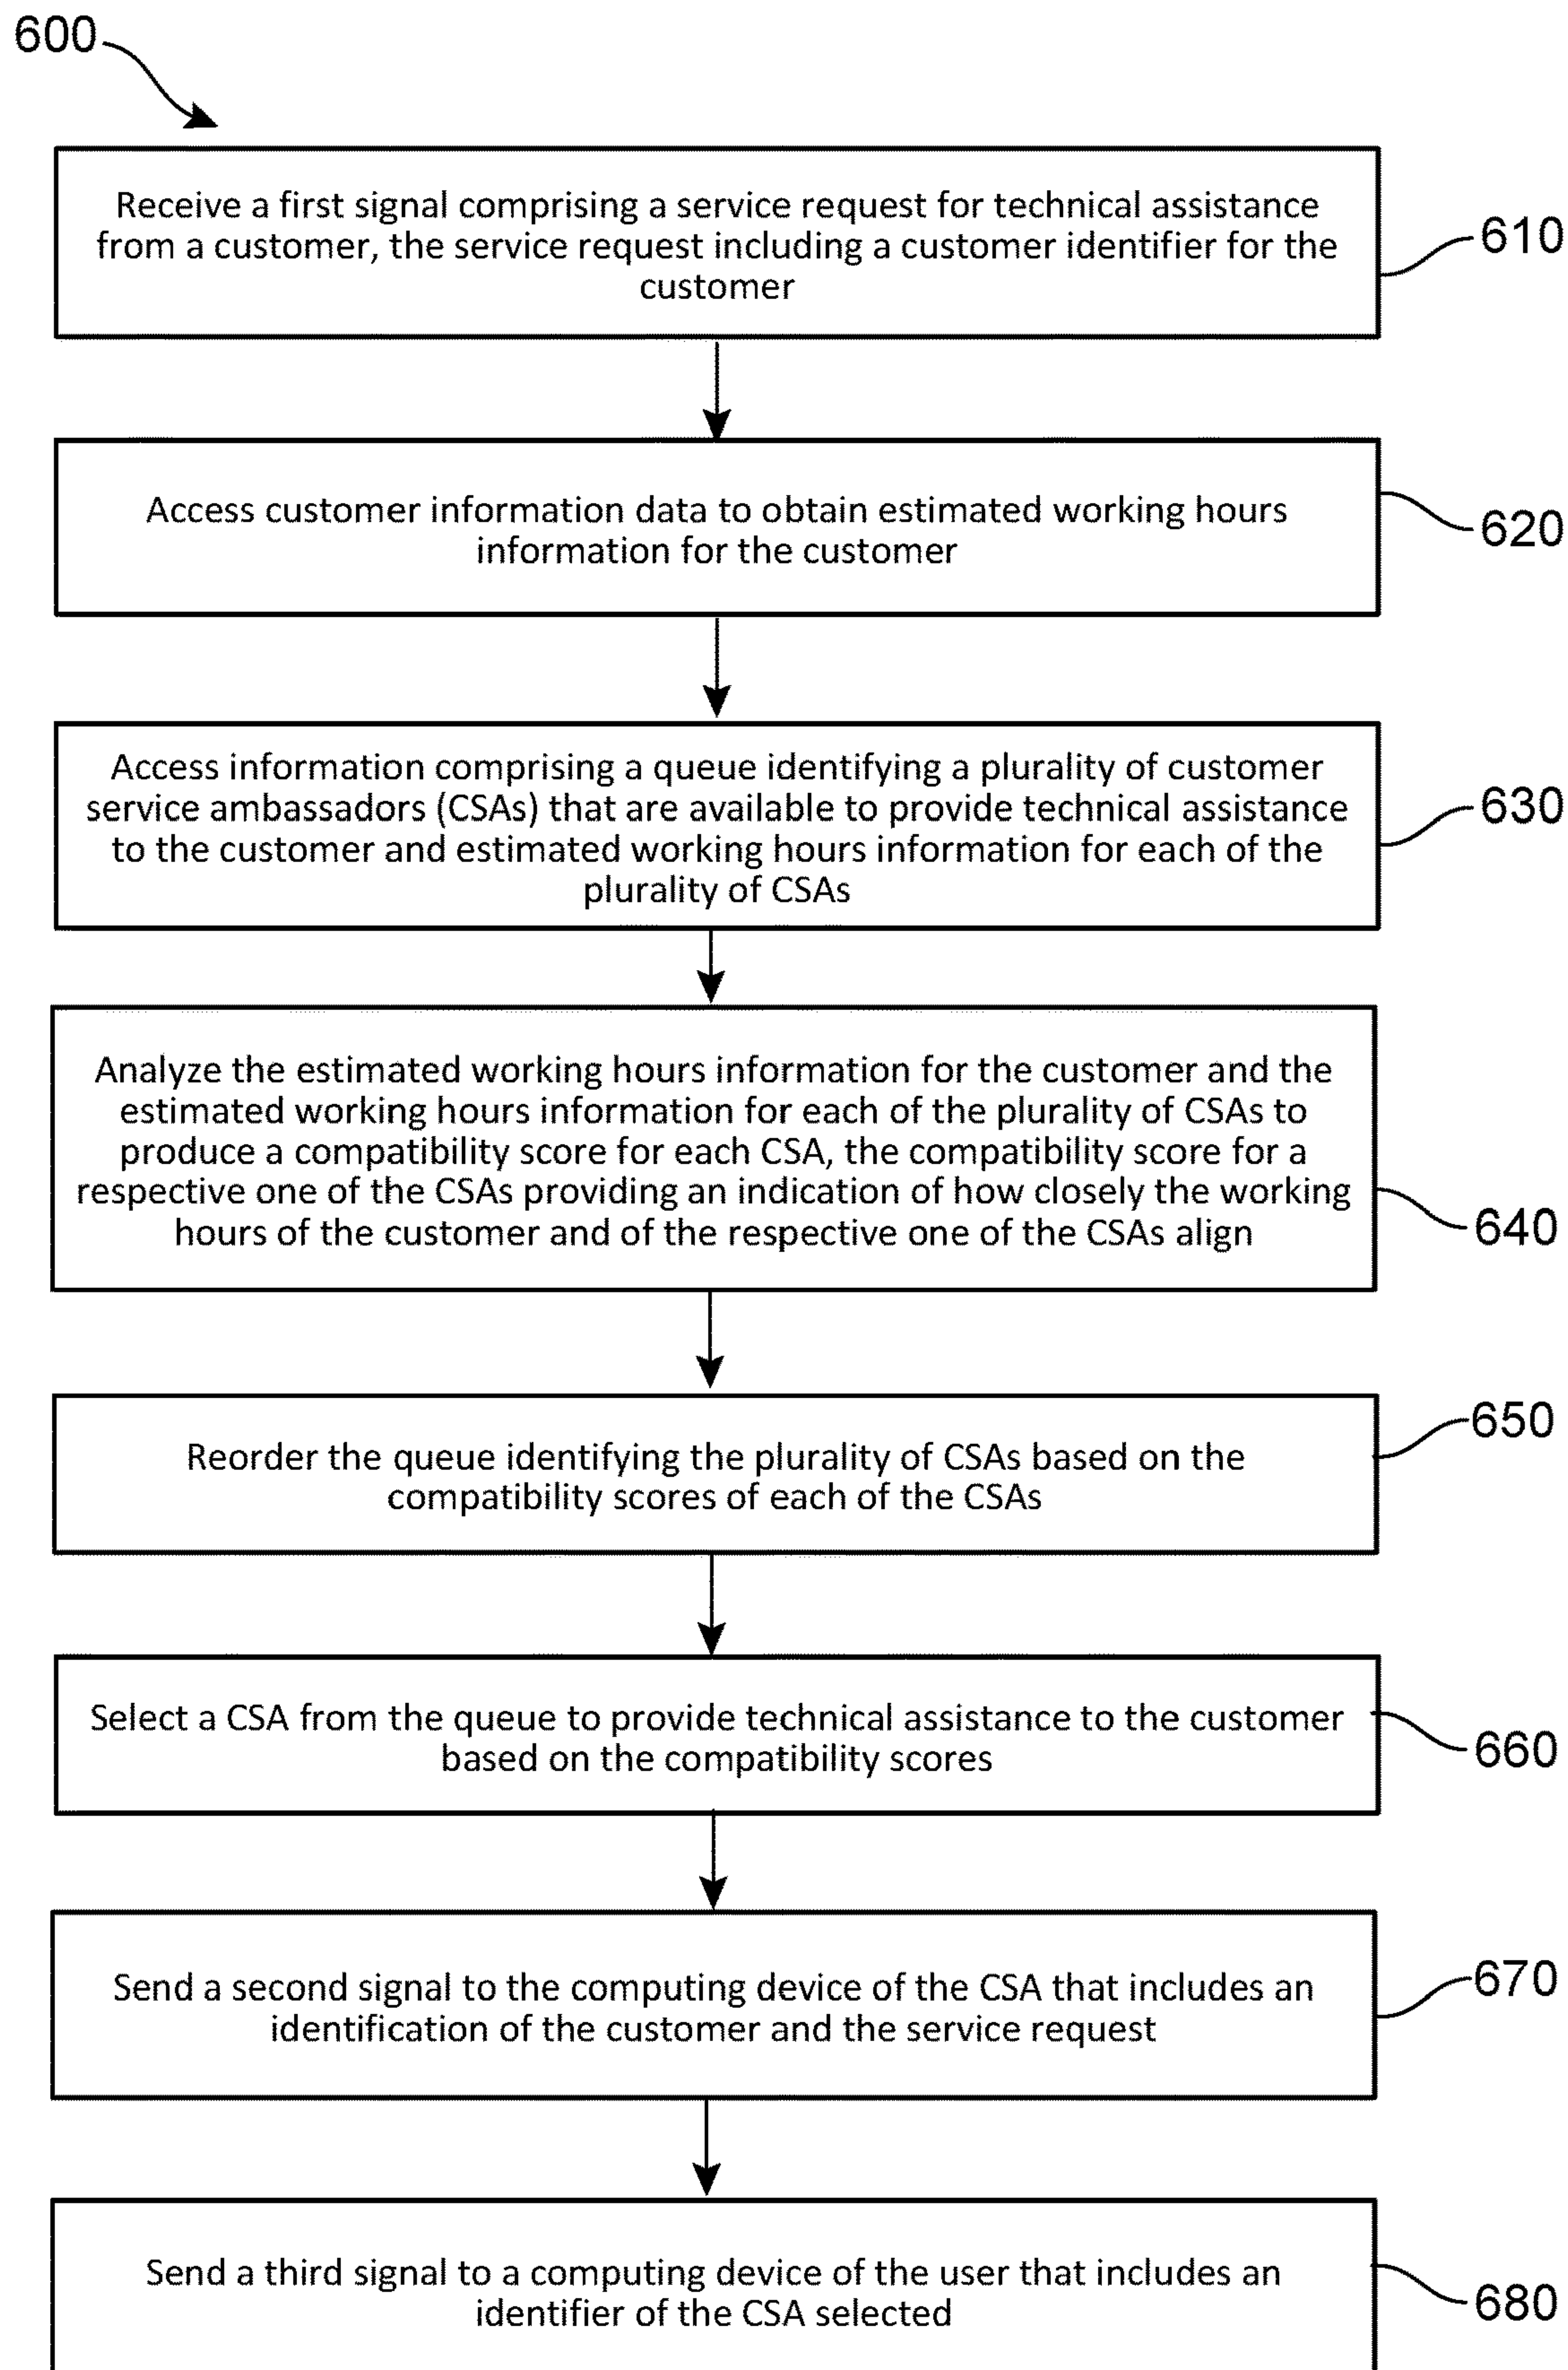 600
Receive a first signal comprising a service request for technical assistance
from a customer, the service request including a customer identifier for the
customer
610
Access customer information data to obtain estimated working hours
information for the customer
620
Access information comprising a queue identifying a plurality of customer
service ambassadors (CSAs) that are available to provide technical assistance
to the customer and estimated working hours information for each of the
plurality of CSAs
630
Analyze the estimated working hours information for the customer and the
estimated working hours information for each of the plurality of CSAs to
produce a compatibility score for each CSA, the compatibility score for a
respective one of the CSAs providing an indication of how closely the working
hours of the customer and of the respective one of the CSAs align
640
Reorder the queue identifying the plurality of CSAs based on the
compatibility scores of each of the CSAs
650
Select a CSA from the queue to provide technical assistance to the customer
based on the compatibility scores
660
Send a second signal to the computing device of the CSA that includes an
identification of the customer and the service request
670
Send a third signal to a computing device of the user that includes an
identifier of the CSA selected
680